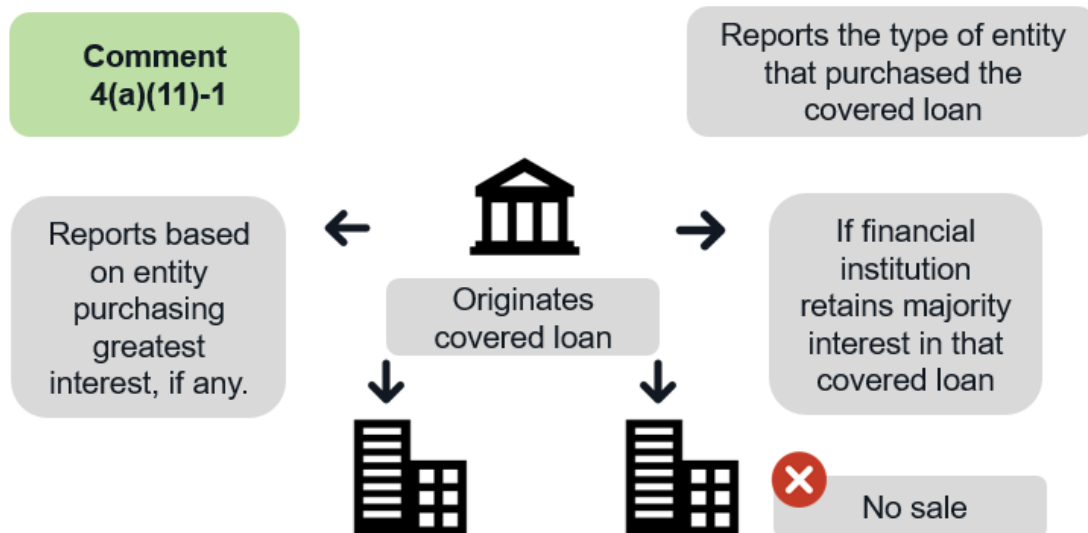 Comment
4(a)(11)-1
Reports the type of entity
that purchased the
covered loan
Reports based
on entity
purchasing
greatest
interest, if any.
Originates
covered loan
If financial
institution
retains majority
interest in that
covered loan
No sale